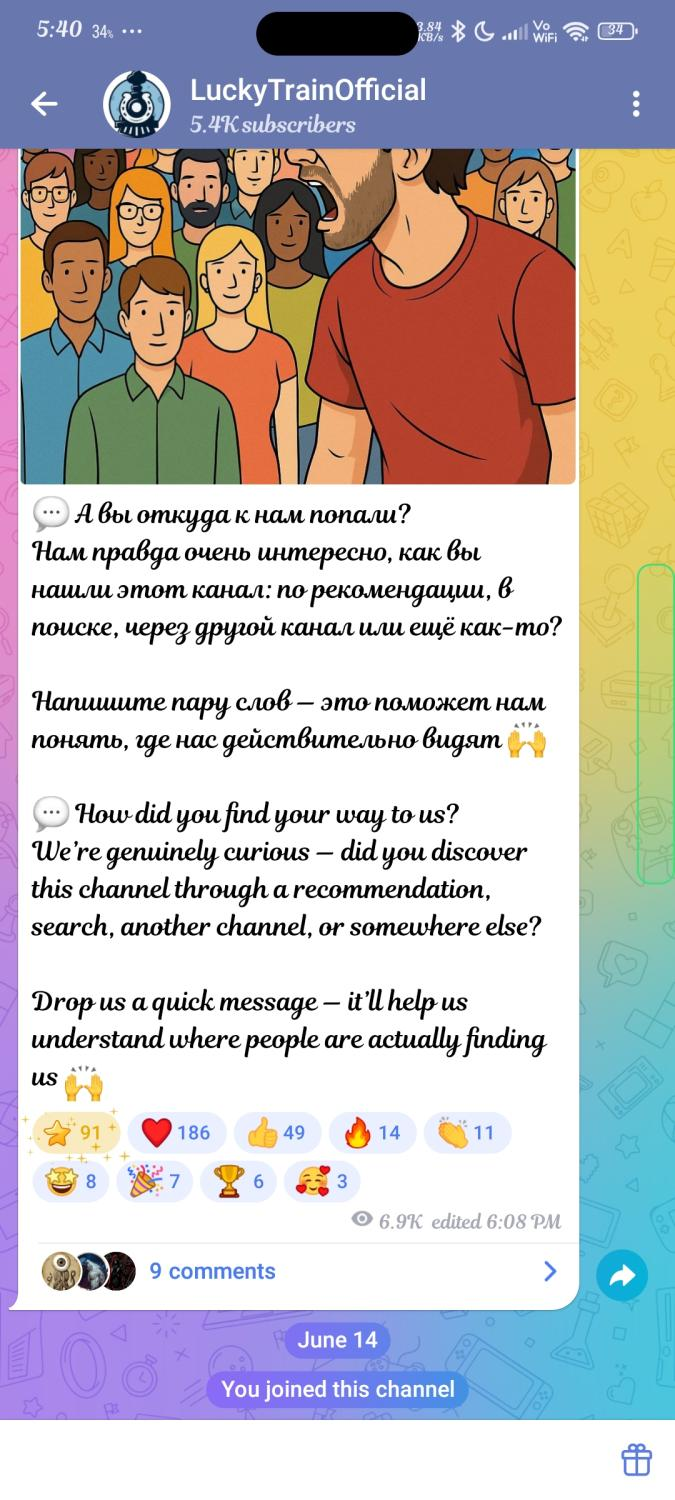 5:40 34% •••
3.84 KB/s Vo WiFi 34
LuckyTrainOfficial
5.4K subscribers
💬 А вы откуда к нам попали?
Нам правда очень интересно, как вы
нашли этот канал: по рекомендации, в
поиске, через другой канал или ещё как-то?
Напишите пару слов — это поможет нам
понять, где нас действительно видят 🙌
💬 How did you find your way to us?
We're genuinely curious — did you discover
this channel through a recommendation,
search, another channel, or somewhere else?
Drop us a quick message — it'll help us
understand where people are actually finding
us 🙌
⭐ 91 ❤️ 186 👍 49 🔥 14 👏 11
🤩 8 🎉 7 🏆 6 🥰 3
6.9K edited 6:08 PM
9 comments
June 14
You joined this channel